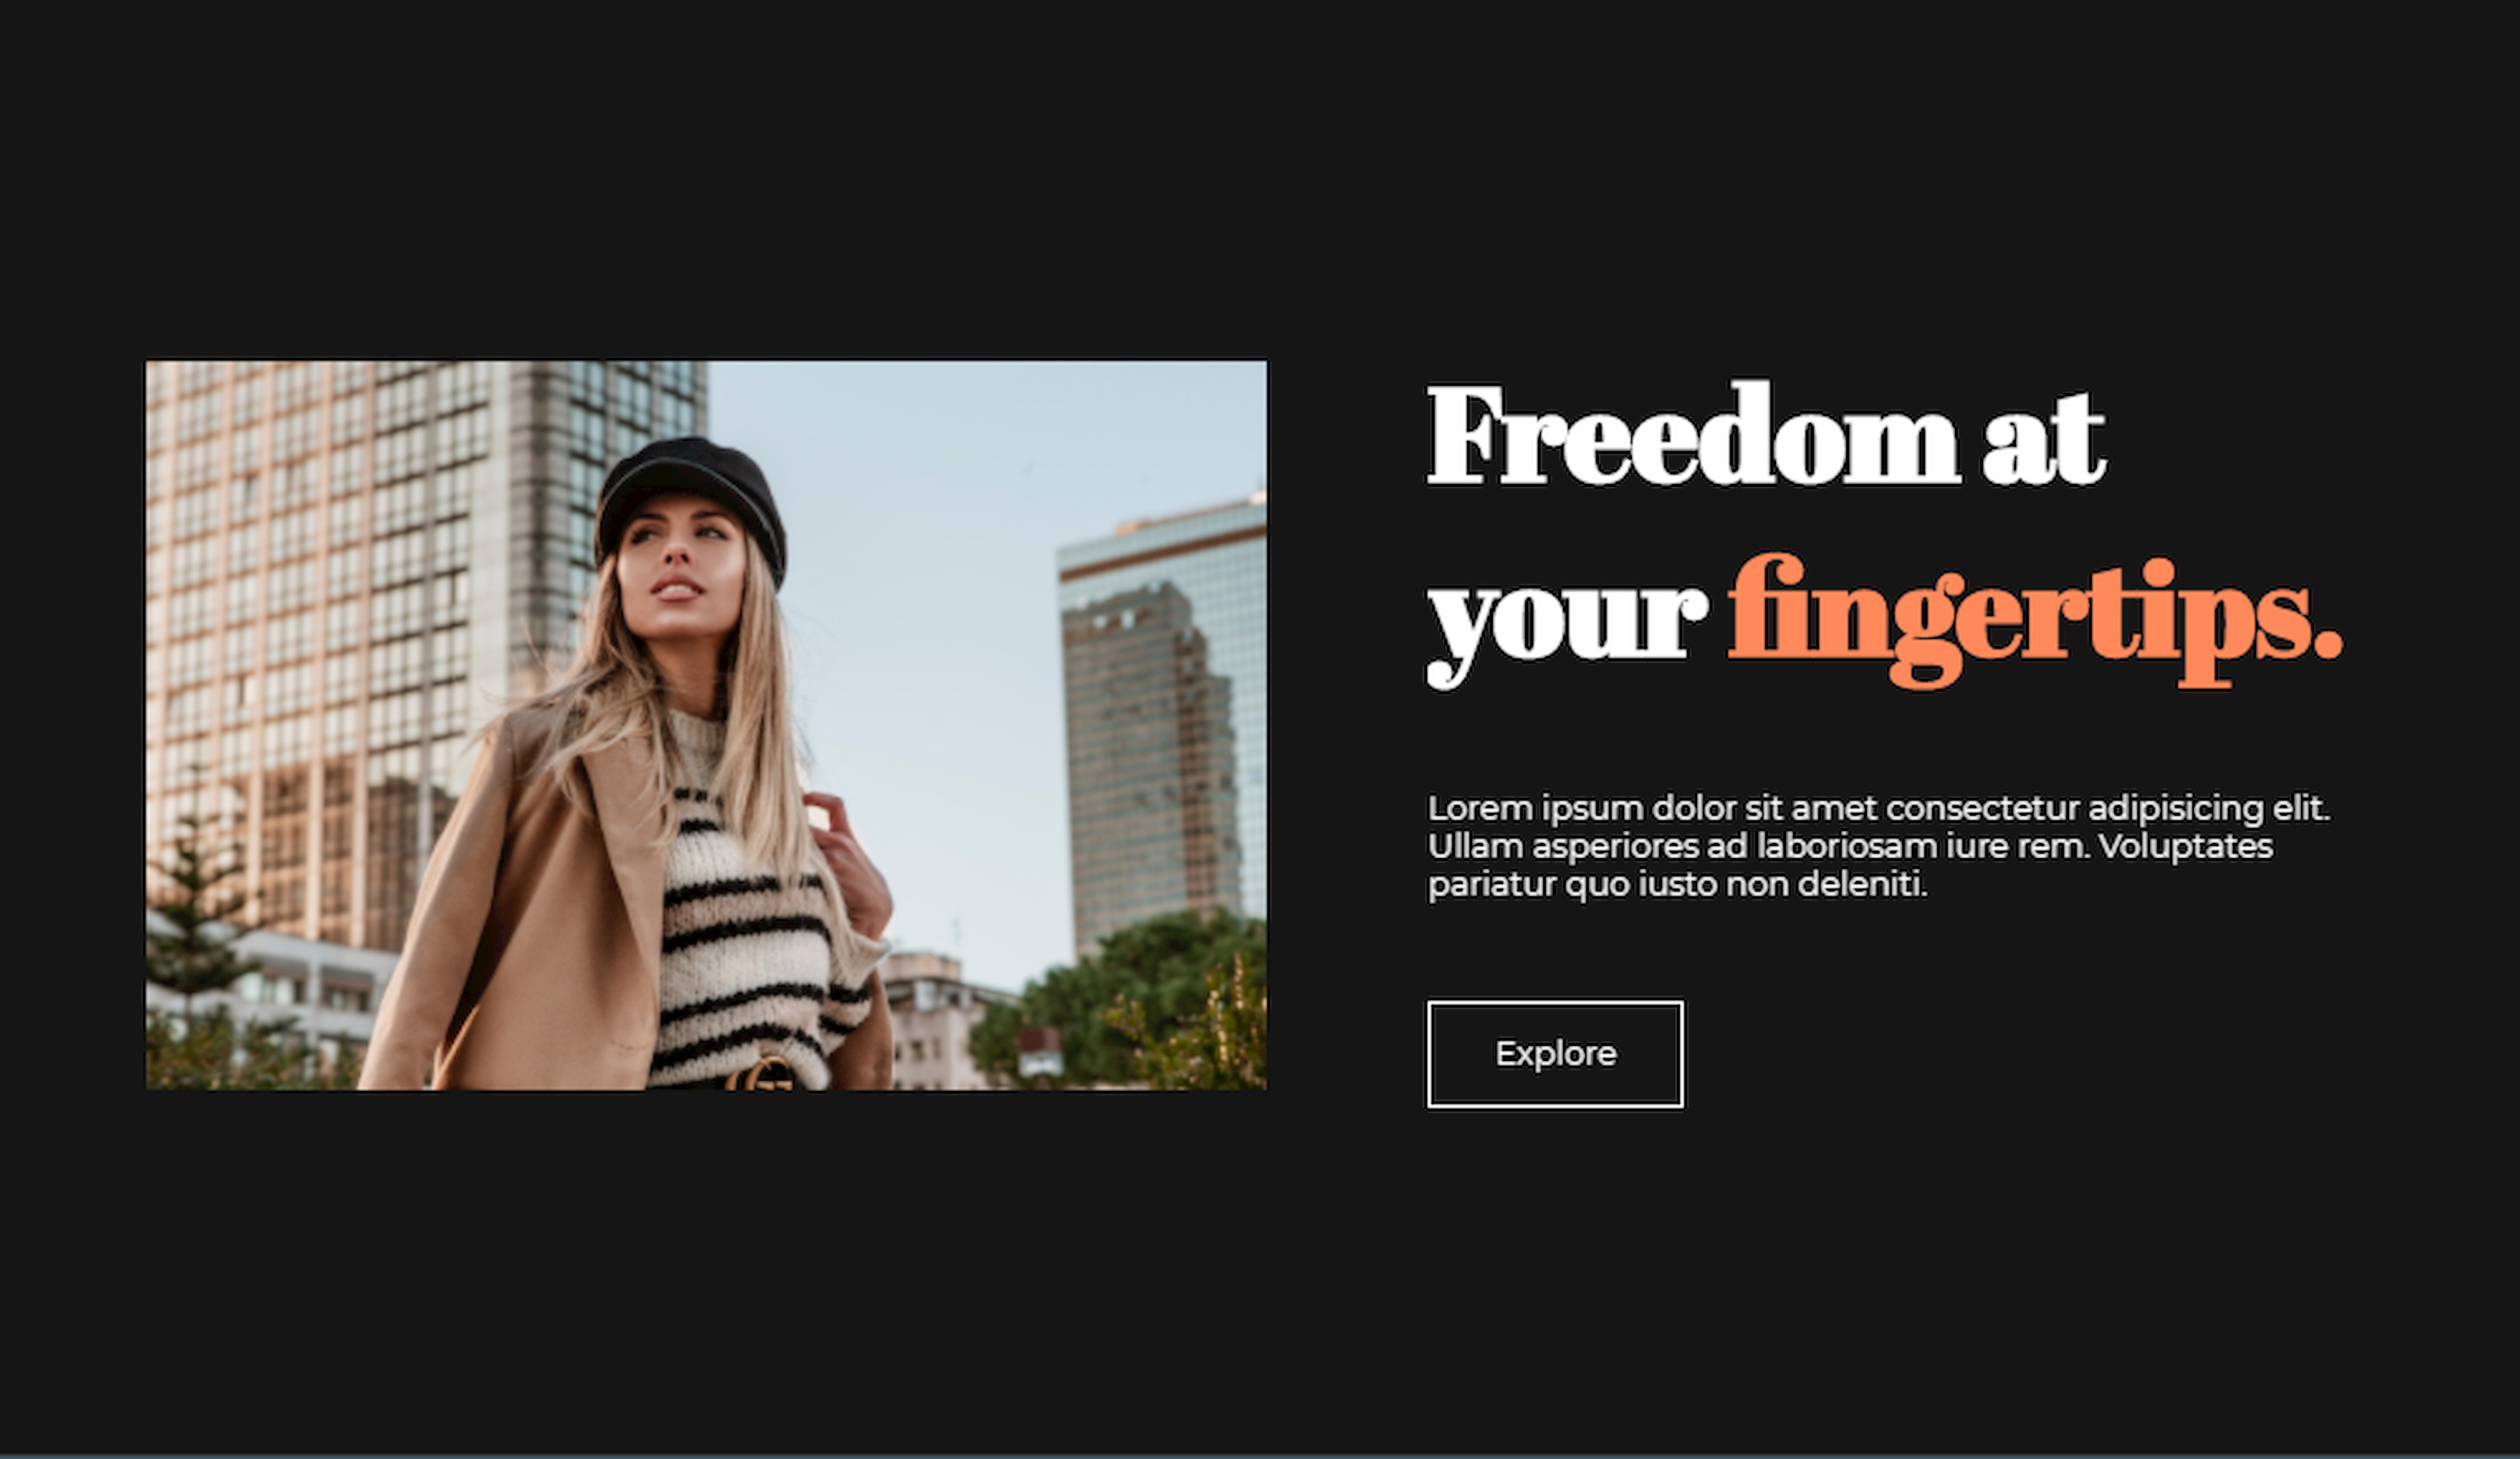 Freedom at
your fingertips.
Lorem ipsum dolor sit amet consectetur adipisicing elit.
Ullam asperiores ad laboriosam iure rem. Voluptates
pariatur quo iusto non deleniti.
Explore